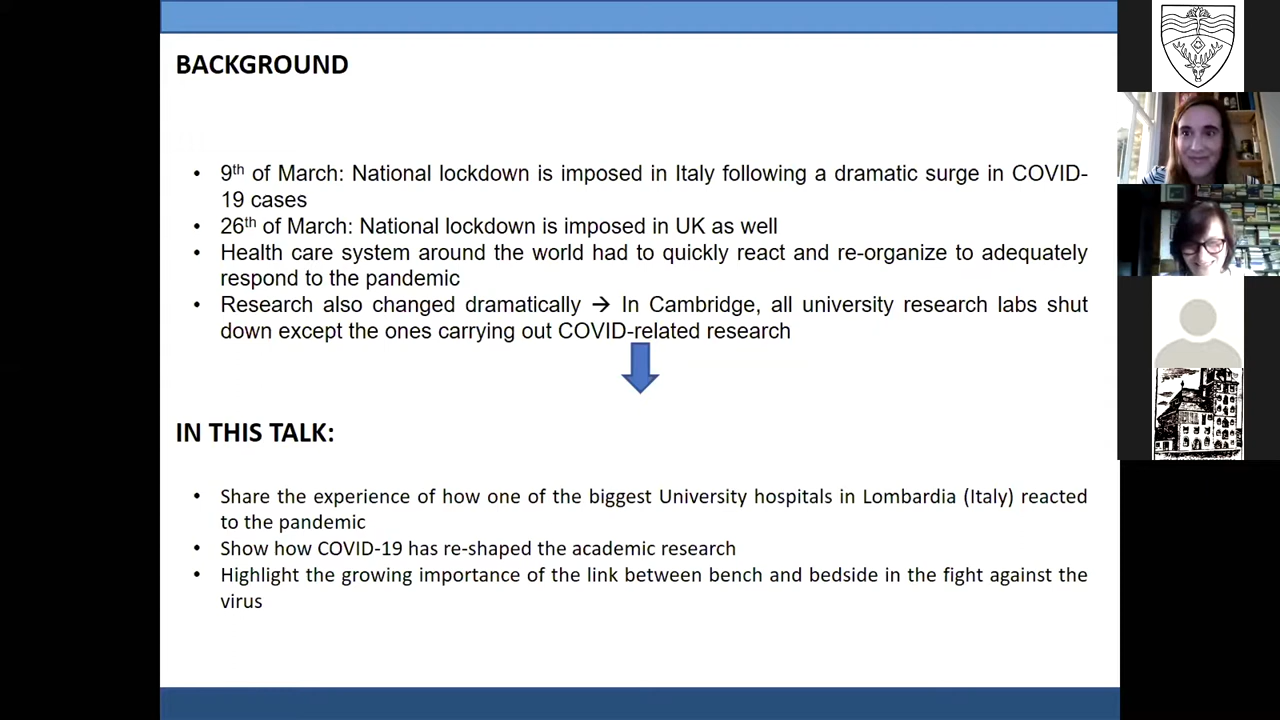 BACKGROUND
• 9th of March: National lockdown is imposed in Italy following a dramatic surge in COVID-
19 cases
• 26th of March: National lockdown is imposed in UK as well
• Health care system around the world had to quickly react and re-organize to adequately
respond to the pandemic
• Research also changed dramatically → In Cambridge, all university research labs shut
down except the ones carrying out COVID-related research
IN THIS TALK:
• Share the experience of how one of the biggest University hospitals in Lombardia (Italy) reacted
to the pandemic
• Show how COVID-19 has re-shaped the academic research
• Highlight the growing importance of the link between bench and bedside in the fight against the
virus